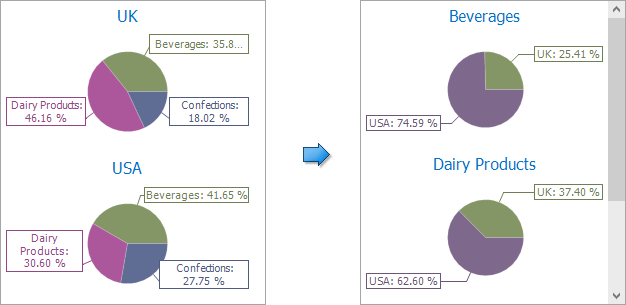 UK
Beverages: 35.8...
Dairy Products:
46.16 %
Confections:
18.02 %
USA
Beverages: 41.65 %
Dairy
Products:
30.60 %
Confections:
27.75 %
Beverages
UK: 25.41 %
USA: 74.59 %
Dairy Products
UK: 37.40 %
USA: 62.60 %